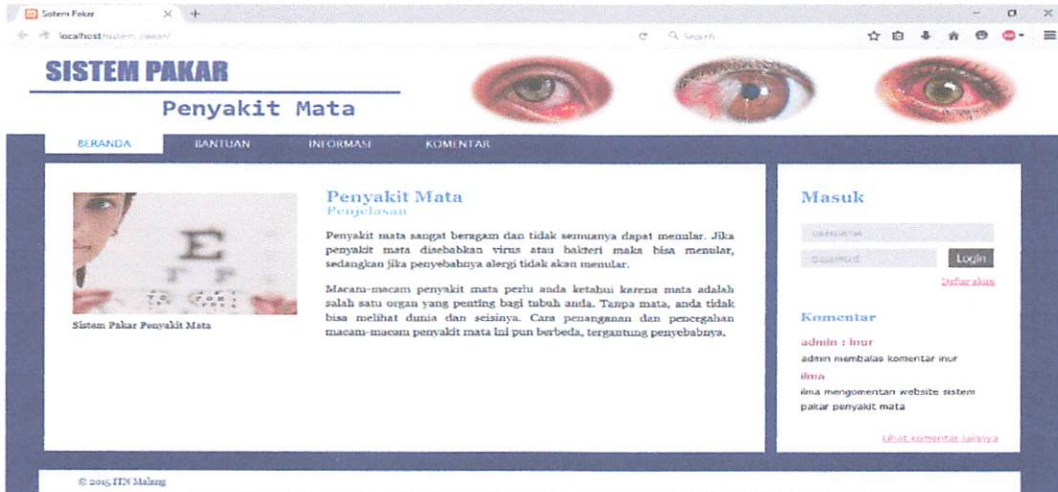 Sistem Pakar
localhost/sistem_pakar/
Search
SISTEM PAKAR
Penyakit Mata
BERANDA BANTUAN INFORMASI KOMENTAR
E
Sistem Pakar Penyakit Mata
Penyakit Mata
Penjelasan
Penyakit mata sangat beragam dan tidak semuanya dapat menular. Jika
penyakit mata disebabkan virus atau bakteri maka bisa menular,
sedangkan jika penyebabnya alergi tidak akan menular.
Macam-macam penyakit mata perlu anda ketahui karena mata adalah
salah satu organ yang penting bagi tubuh anda. Tanpa mata, anda tidak
bisa melihat dunia dan seisinya. Cara penanganan dan pencegahan
macam-macam penyakit mata ini pun berbeda, tergantung penyebabnya.
Masuk
username
password Login
Daftar akun
Komentar
admin : inur
admin membalas komentar inur
ilma
ilma mengomentari website sistem
pakar penyakit mata
Lihat komentar lainnya
© 2015 ITN Malang